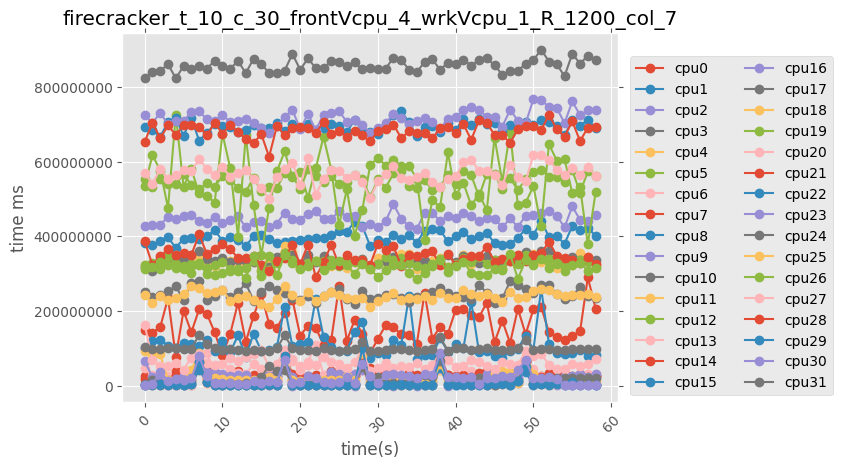 firecracker_t_10_c_30_frontVcpu_4_wrkVcpu_1_R_1200_col_7
time ms
800000000
600000000
400000000
200000000
0
0
10
20
30
40
50
60
time(s)
cpu0
cpu1
cpu2
cpu3
cpu4
cpu5
cpu6
cpu7
cpu8
cpu9
cpu10
cpu11
cpu12
cpu13
cpu14
cpu15
cpu16
cpu17
cpu18
cpu19
cpu20
cpu21
cpu22
cpu23
cpu24
cpu25
cpu26
cpu27
cpu28
cpu29
cpu30
cpu31